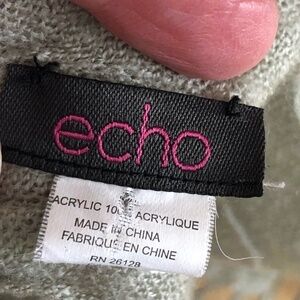 echo
ACRYLIC 100% ACRYLIQUE
MADE IN CHINA
FABRIQUE EN CHINE
RN 26128